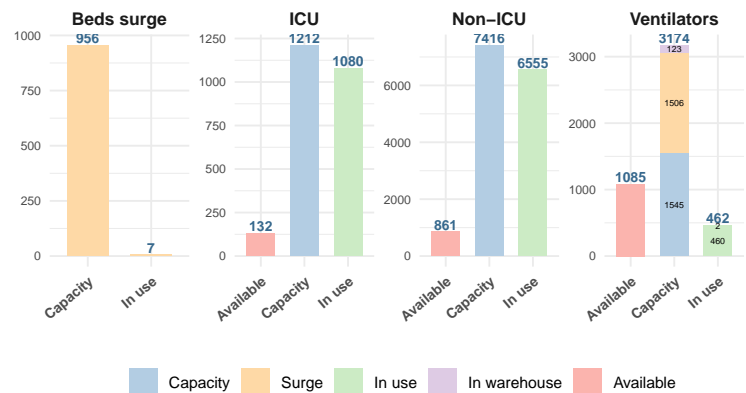 Beds surge
ICU
Non−ICU
Ventilators
1000
750
500
250
0
956
7
Capacity
In use
1250
1000
750
500
250
0
132
1212
1080
Available
Capacity
In use
6000
4000
2000
0
861
7416
6555
Available
Capacity
In use
3000
2000
1000
0
1085
3174
123
1506
1545
462
2
460
Available
Capacity
In use
Capacity
Surge
In use
In warehouse
Available